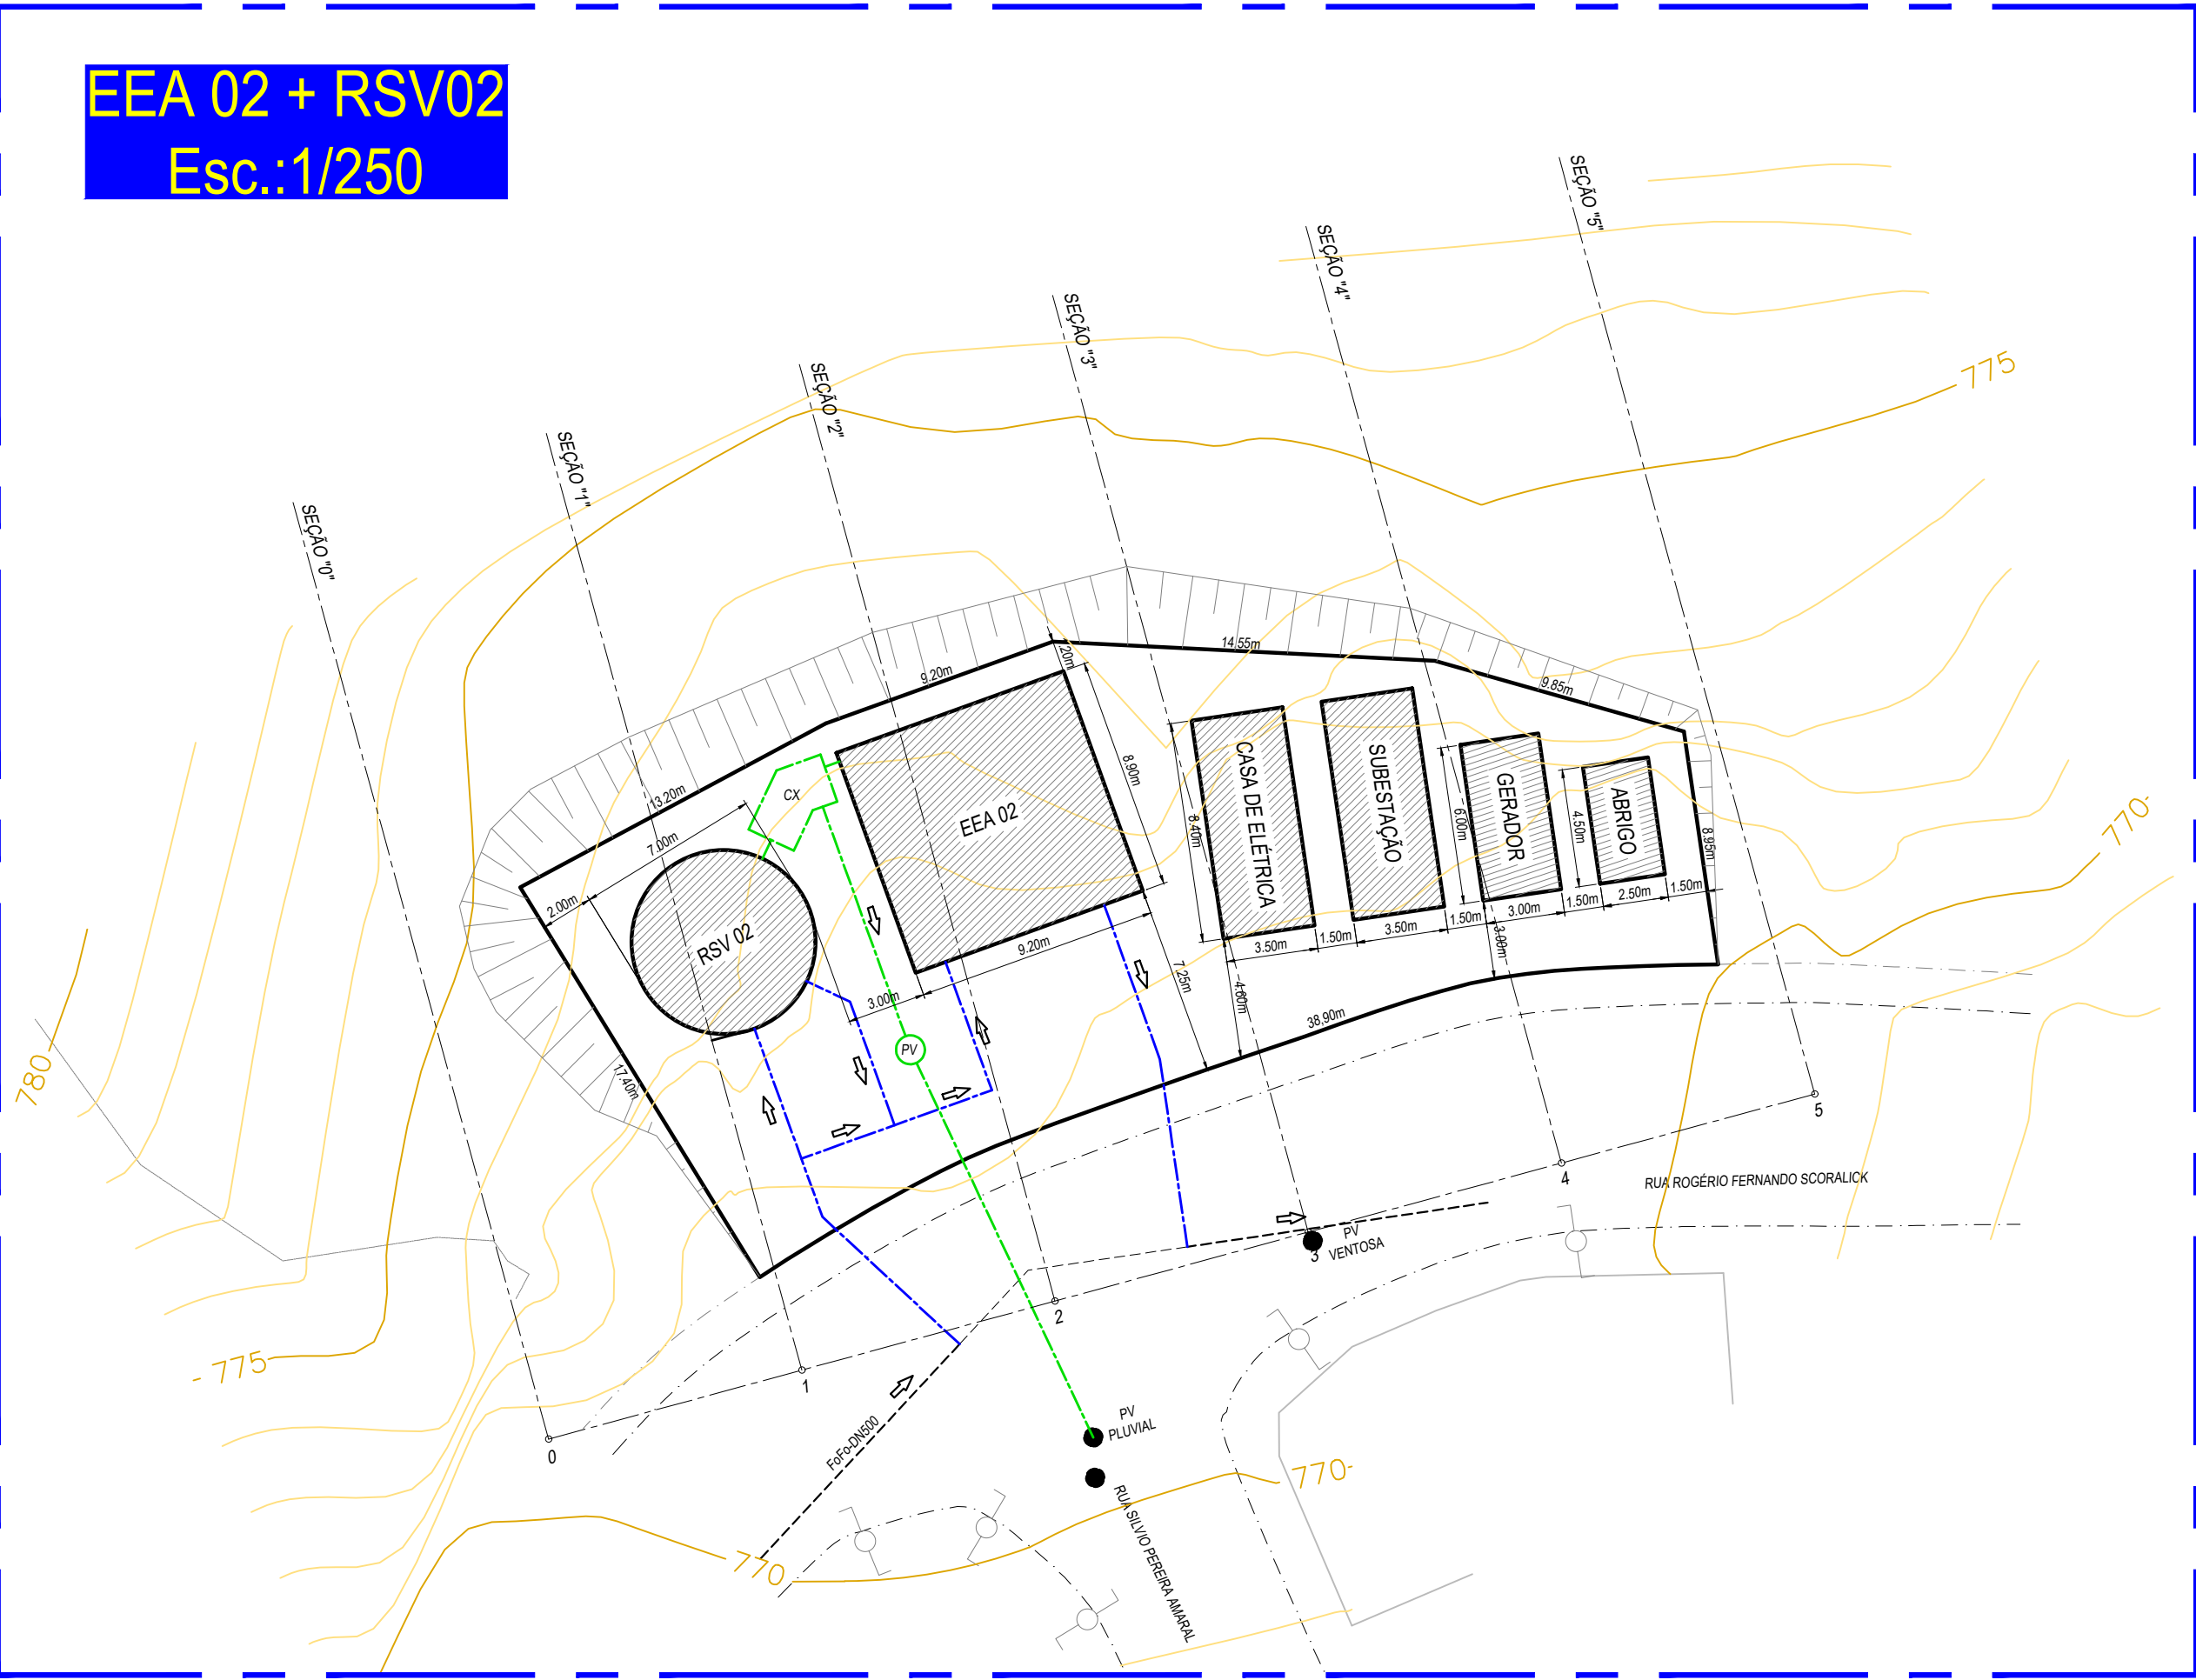 EEA 02 + RSV02
Esc.:1/250
SEÇÃO "5"
SEÇÃO "4"
SEÇÃO "3"
SEÇÃO "2"
SEÇÃO "1"
SEÇÃO "0"
775
14.55m
9.20m
9.85m
8.90m
13.20m
7.00m
2.00m
CX
EEA 02
RSV 02
CASA DE ELÉTRICA
SUBESTAÇÃO
GERADOR
ABRIGO
8.40m
6.00m
4.50m
8.95m
770-
3.50m
1.50m
3.50m
1.50m
3.00m
1.50m
2.50m
1.50m
9.20m
3.00m
7.25m
4.60m
3.00m
38,90m
17.40m
PV
780
5
4
RUA ROGÉRIO FERNANDO SCORALICK
PV
VENTOSA
3
2
1
0
- 775-
FoFo-DN500
PV
PLUVIAL
770-
770
RUA SILVIO PEREIRA AMARAL